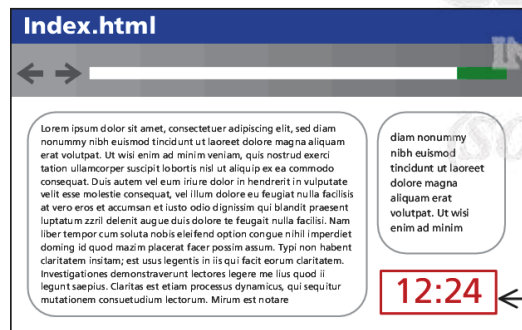 Index.html
Lorem ipsum dolor sit amet, consectetuer adipiscing elit, sed diam
nonummy nibh euismod tincidunt ut laoreet dolore magna aliquam
erat volutpat. Ut wisi enim ad minim veniam, quis nostrud exerci
tation ullamcorper suscipit lobortis nisl ut aliquip ex ea commodo
consequat. Duis autem vel eum iriure dolor in hendrerit in vulputate
velit esse molestie consequat, vel illum dolore eu feugiat nulla facilisis
at vero eros et accumsan et iusto odio dignissim qui blandit praesent
luptatum zzril delenit augue duis dolore te feugait nulla facilisi. Nam
liber tempor cum soluta nobis eleifend option congue nihil imperdiet
doming id quod mazim placerat facer possim assum. Typi non habent
claritatem insitam; est usus legentis in iis qui facit eorum claritatem.
Investigationes demonstraverunt lectores legere me lius quod ii
legunt saepius. Claritas est etiam processus dynamicus, qui sequitur
mutationem consuetudium lectorum. Mirum est notare
diam nonummy
nibh euismod
tincidunt ut laoreet
dolore magna
aliquam erat
volutpat. Ut wisi
enim ad minim
12:24